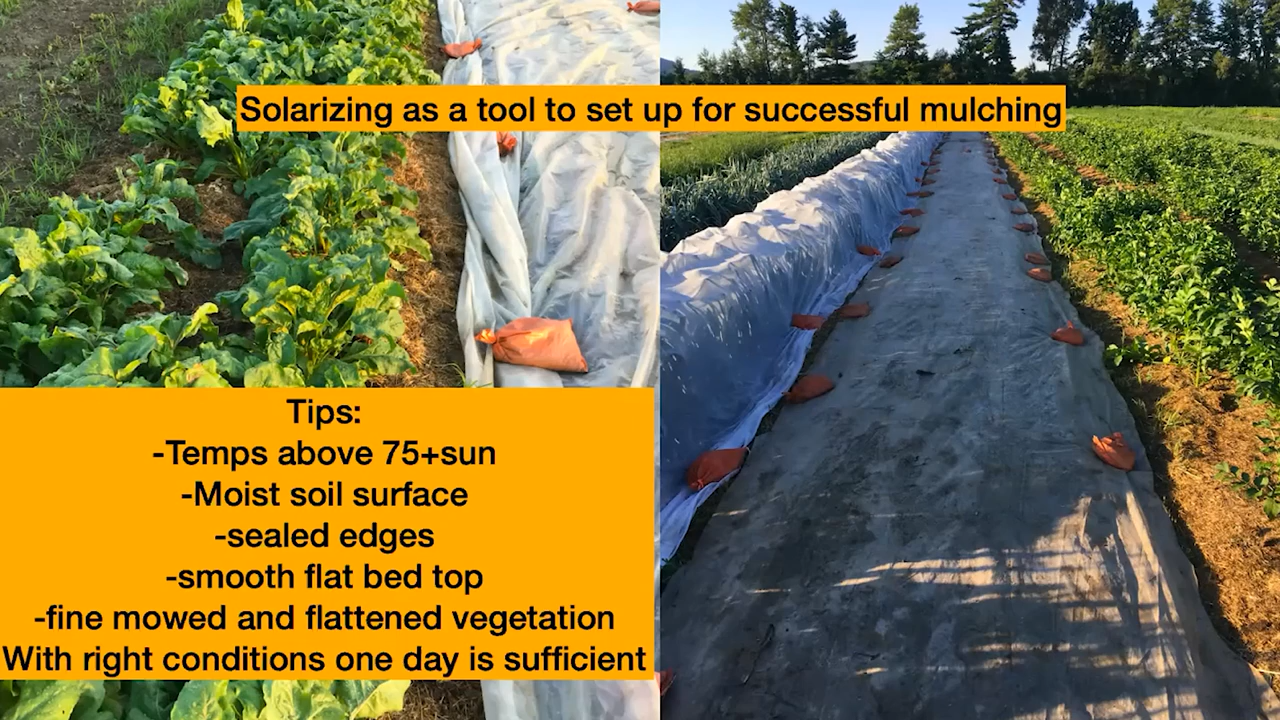 Solarizing as a tool to set up for successful mulching
Tips:
-Temps above 75+sun
-Moist soil surface
-sealed edges
-smooth flat bed top
-fine mowed and flattened vegetation
With right conditions one day is sufficient